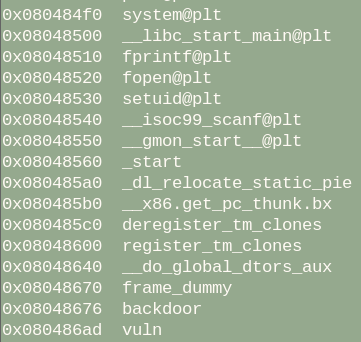 0x080484f0 system@plt
0x08048500 __libc_start_main@plt
0x08048510 fprintf@plt
0x08048520 fopen@plt
0x08048530 setuid@plt
0x08048540 __isoc99_scanf@plt
0x08048550 __gmon_start__@plt
0x08048560 _start
0x080485a0 _dl_relocate_static_pie
0x080485b0 __x86.get_pc_thunk.bx
0x080485c0 deregister_tm_clones
0x08048600 register_tm_clones
0x08048640 __do_global_dtors_aux
0x08048670 frame_dummy
0x08048676 backdoor
0x080486ad vuln